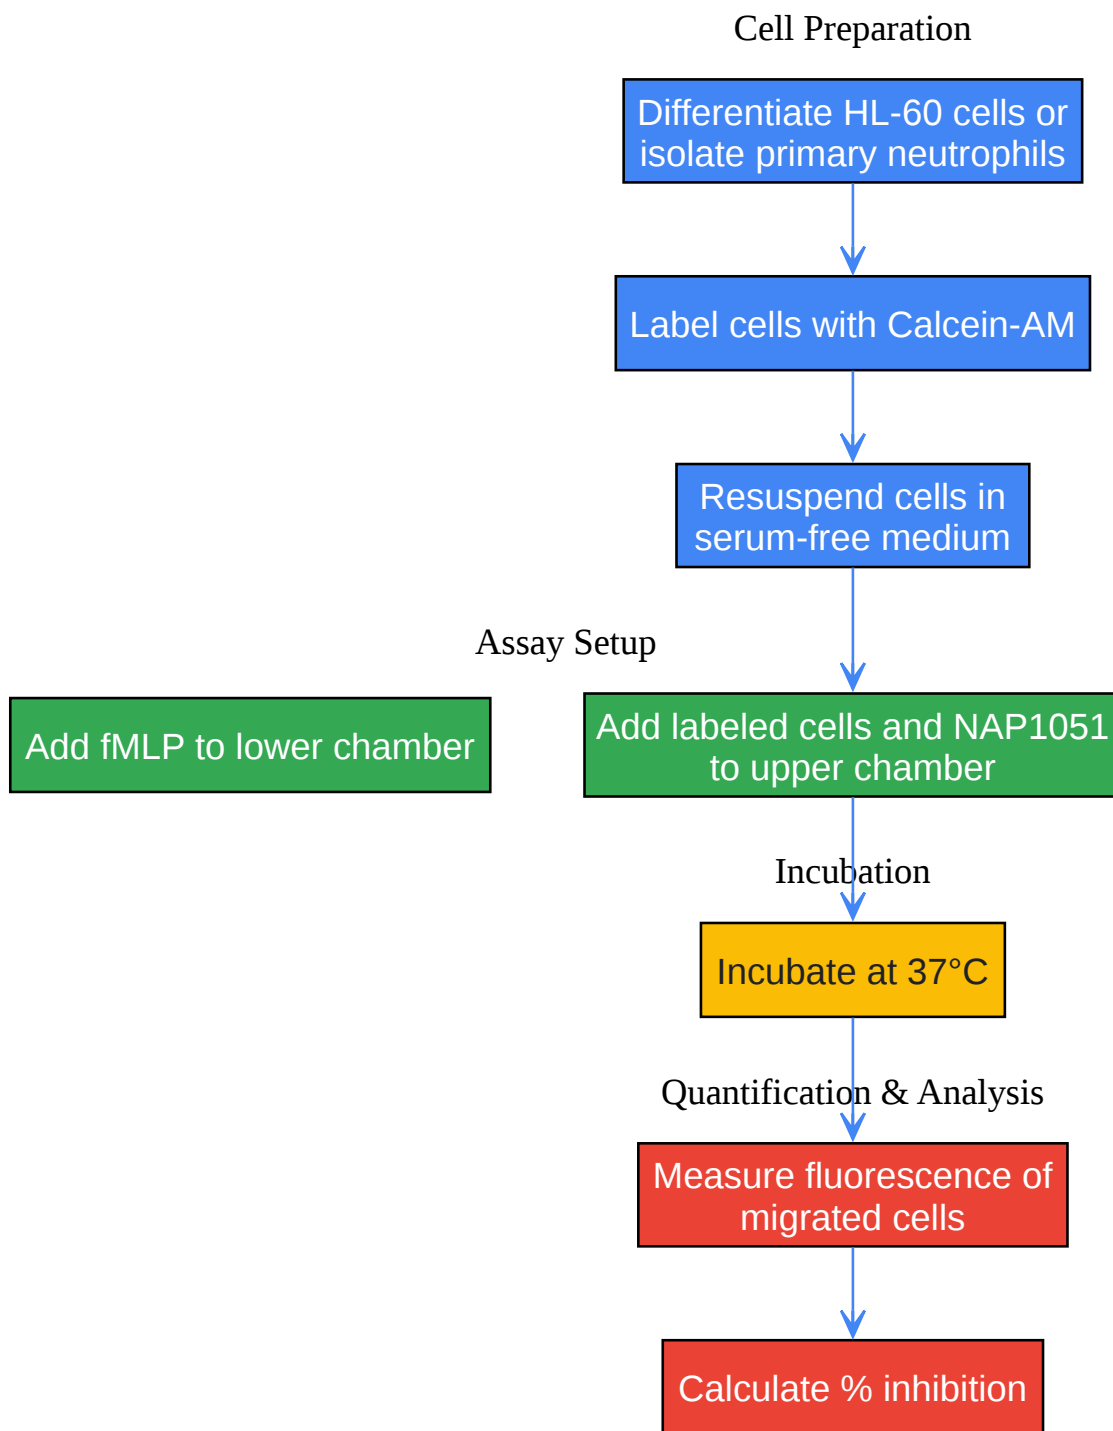 Cell Preparation
Differentiate HL-60 cells or
isolate primary neutrophils
Label cells with Calcein-AM
Resuspend cells in
serum-free medium
Assay Setup
Add fMLP to lower chamber
Add labeled cells and NAP1051
to upper chamber
Incubation
Incubate at 37°C
Quantification & Analysis
Measure fluorescence of
migrated cells
Calculate % inhibition